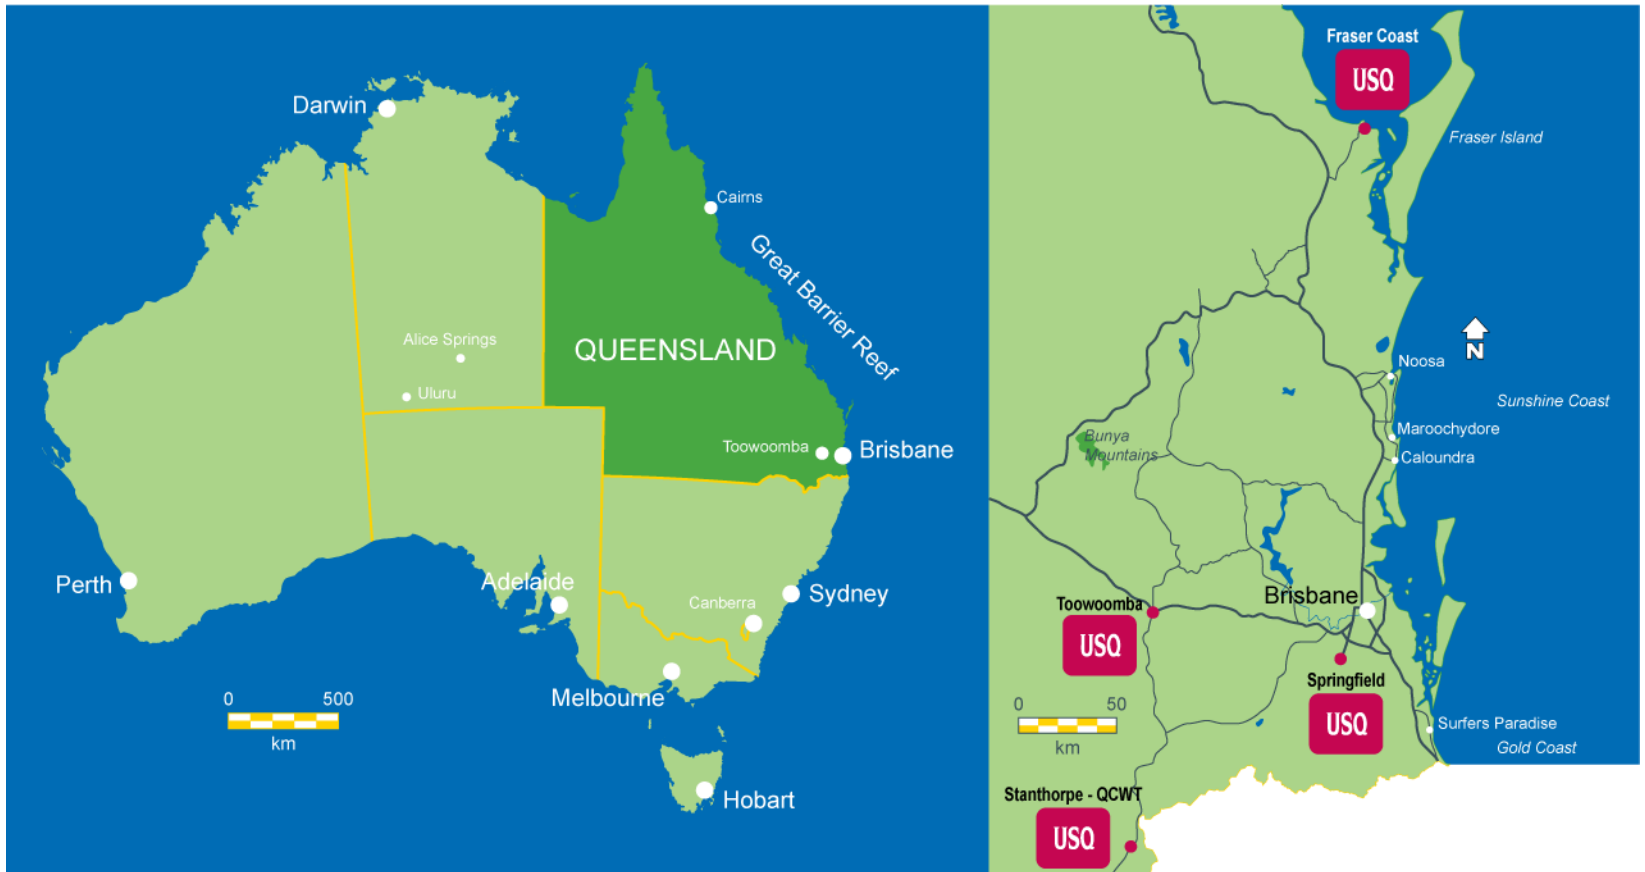 Darwin
Cairns
Great Barrier Reef
Alice Springs
QUEENSLAND
Uluru
Toowoomba
Brisbane
Perth
Adelaide
Sydney
Canberra
Melbourne
0 500
km
Hobart
Fraser Coast
USQ
Fraser Island
N
Noosa
Sunshine Coast
Maroochydore
Bunya
Mountains
Caloundra
Brisbane
Toowoomba
USQ
Springfield
USQ
0 50
km
Surfers Paradise
Gold Coast
Stanthorpe - QCWT
USQ